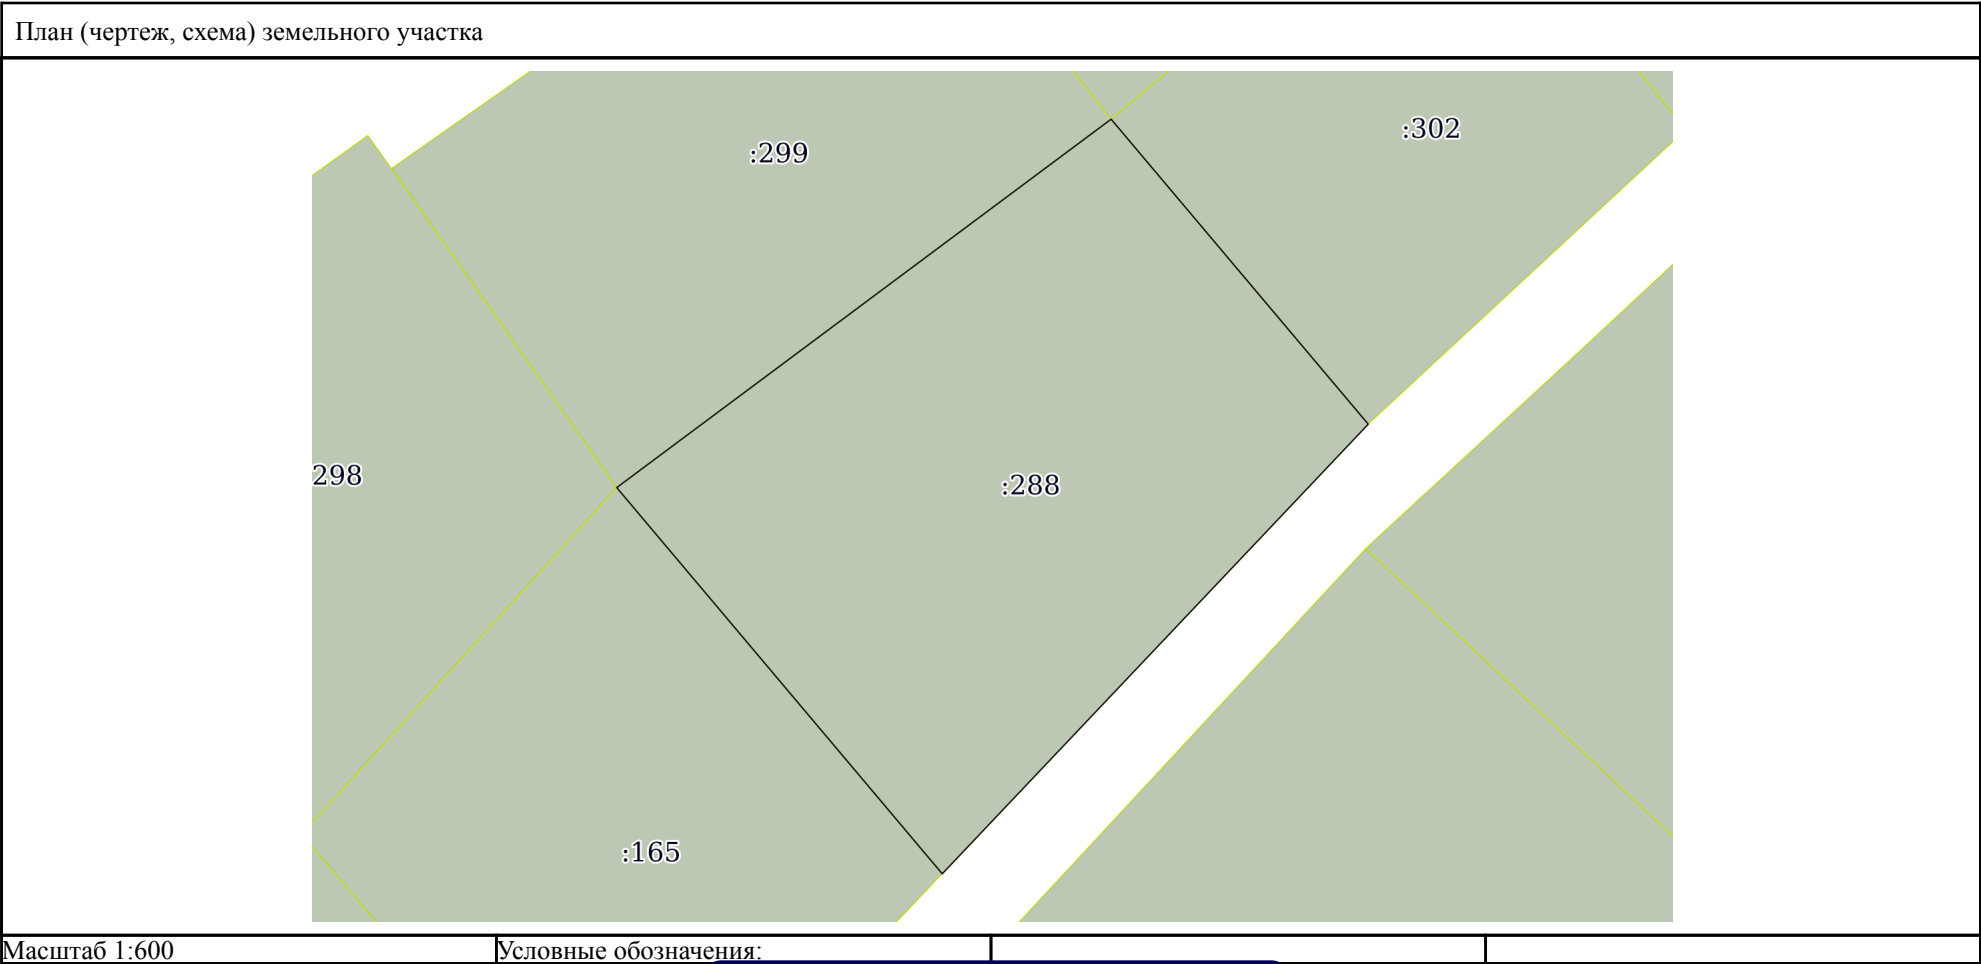 План (чертеж, схема) земельного участка
:302
:299
298
:288
:165
Масштаб 1:600
Условные обозначения: